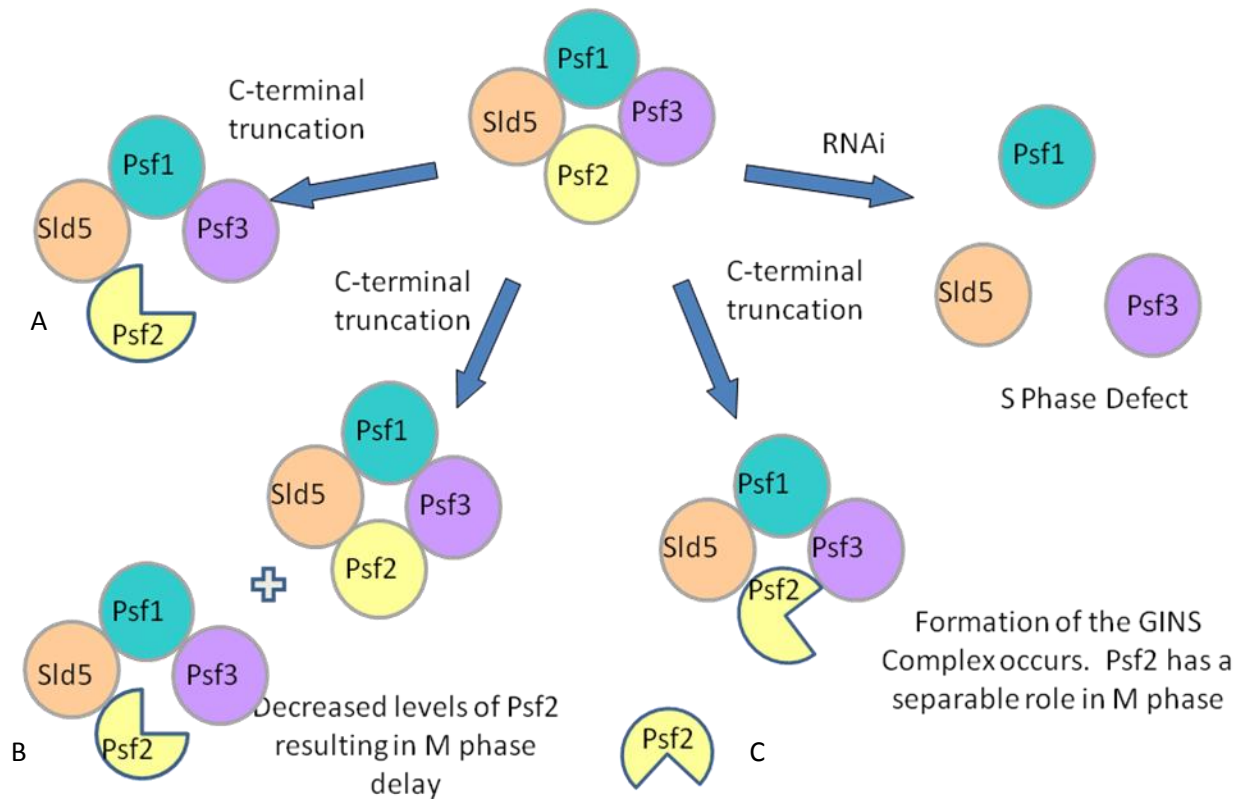 Psf1
Sld5
Psf3
Psf2
C-terminal
truncation
Psf1
Sld5
Psf3
Psf2
A
RNAi
Psf1
Sld5
Psf3
S Phase Defect
C-terminal
truncation
Psf1
Sld5
Psf3
Psf2
Psf1
Sld5
Psf3
Psf2
B
Decreased levels of Psf2
resulting in M phase
delay
C-terminal
truncation
Psf1
Sld5
Psf3
Psf2
Psf2
C
Formation of the GINS
Complex occurs. Psf2 has a
separable role in M phase